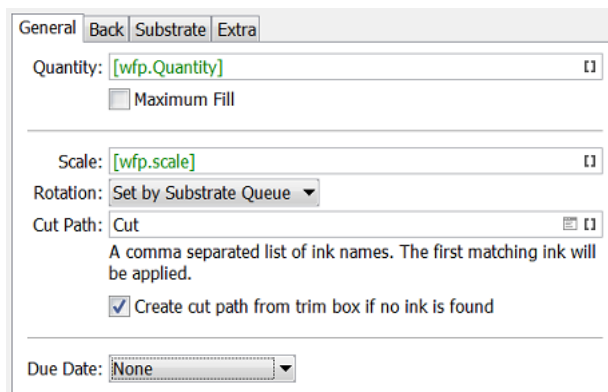 General Back Substrate Extra
Quantity: [wfp.Quantity] []
Maximum Fill
Scale: [wfp.scale] []
Rotation: Set by Substrate Queue
Cut Path: Cut []
A comma separated list of ink names. The first matching ink will
be applied.
Create cut path from trim box if no ink is found
Due Date: None